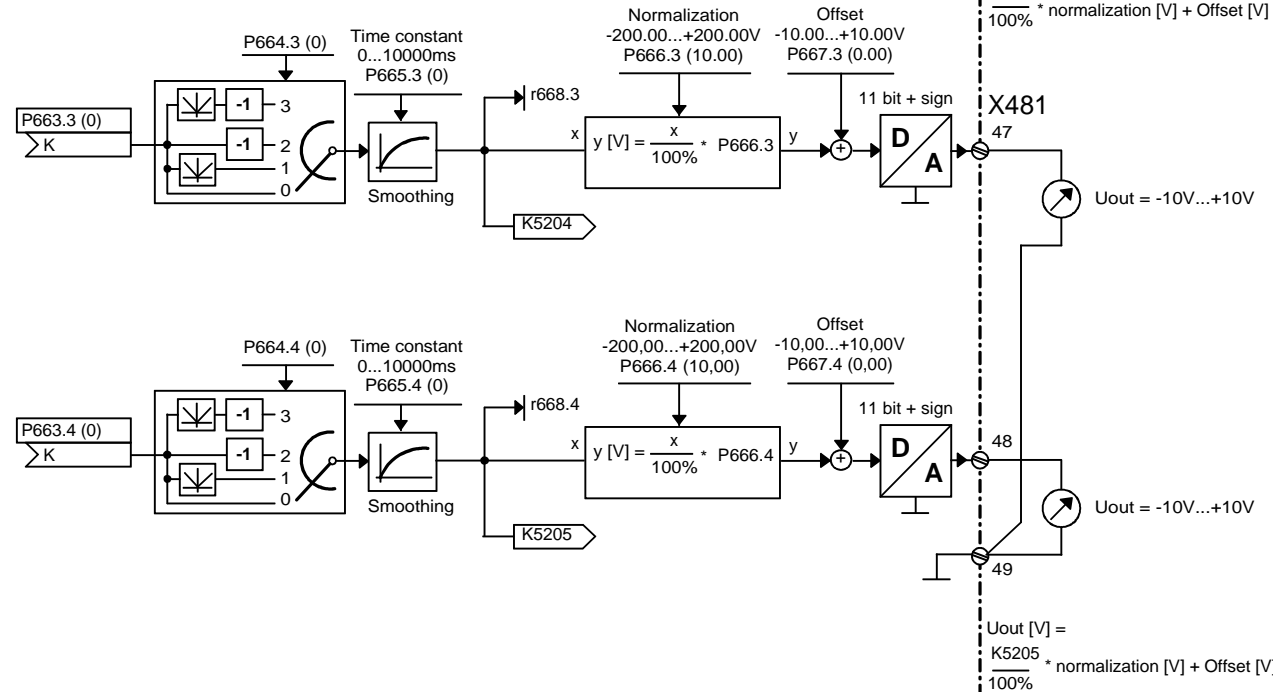 100% * normalization [V] + Offset [V]
Normalization
-200.00...+200.00V
P666.3 (10.00)
Offset
-10.00...+10.00V
P667.3 (0.00)
P664.3 (0)
Time constant
0...10000ms
P665.3 (0)
r668.3
11 bit + sign
X481
47
P663.3 (0)
K
-1 3
-1 2
1
0
Smoothing
x
y [V] = x
100% * P666.3
y
+
D
A
K5204
Uout = -10V...+10V
Normalization
-200,00...+200,00V
P666.4 (10,00)
Offset
-10,00...+10,00V
P667.4 (0,00)
P664.4 (0)
Time constant
0...10000ms
P665.4 (0)
r668.4
11 bit + sign
48
P663.4 (0)
K
-1 3
-1 2
1
0
Smoothing
x
y [V] = x
100% * P666.4
y
+
D
A
K5205
Uout = -10V...+10V
49
Uout [V] =
K5205
100% * normalization [V] + Offset [V]